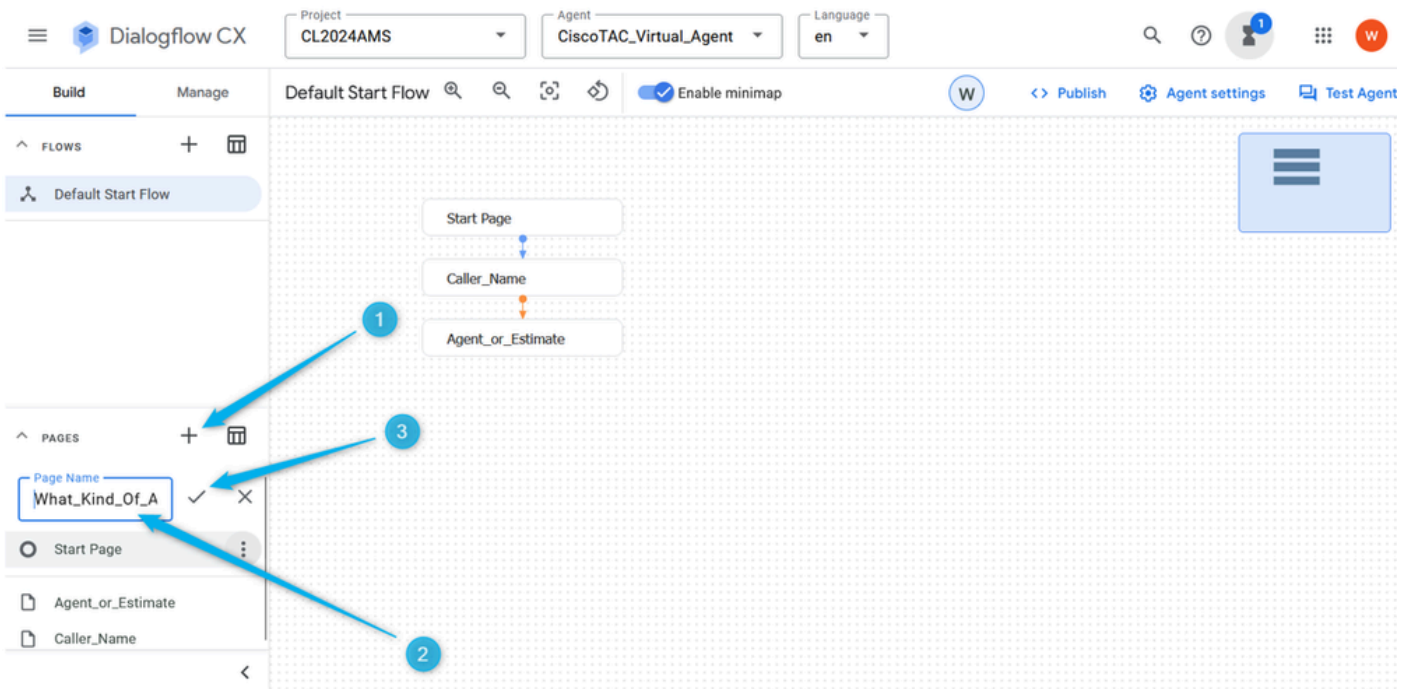 Dialogflow CX
Project
CL2024AMS
Agent
CiscoTAC_Virtual_Agent
Language
en
1
W
Build
Manage
Default Start Flow
Enable minimap
W
<> Publish
Agent settings
Test Agent
FLOWS
Default Start Flow
Start Page
Caller_Name
Agent_or_Estimate
1
3
PAGES
Page Name
What_Kind_Of_A
Start Page
Agent_or_Estimate
Caller_Name
2